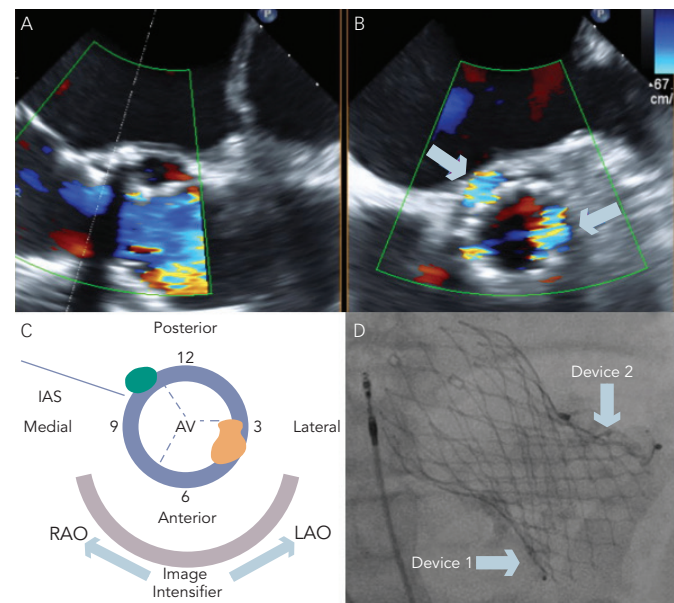 A
B
67.
cm/
C
Posterior
12
IAS
Medial
9
AV
3
Lateral
6
Anterior
RAO
LAO
Image
Intensifier
D
Device 2
Device 1